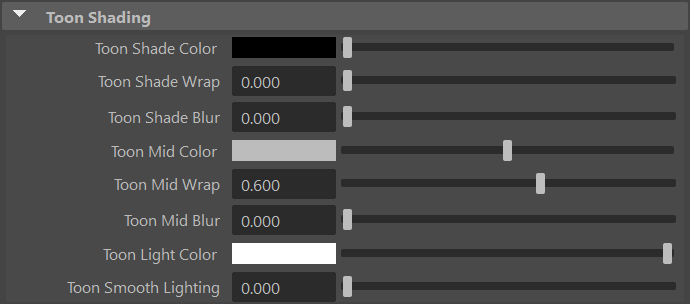 Toon Shading
Toon Shade Color
Toon Shade Wrap 0.000
Toon Shade Blur 0.000
Toon Mid Color
Toon Mid Wrap 0.600
Toon Mid Blur 0.000
Toon Light Color
Toon Smooth Lighting 0.000